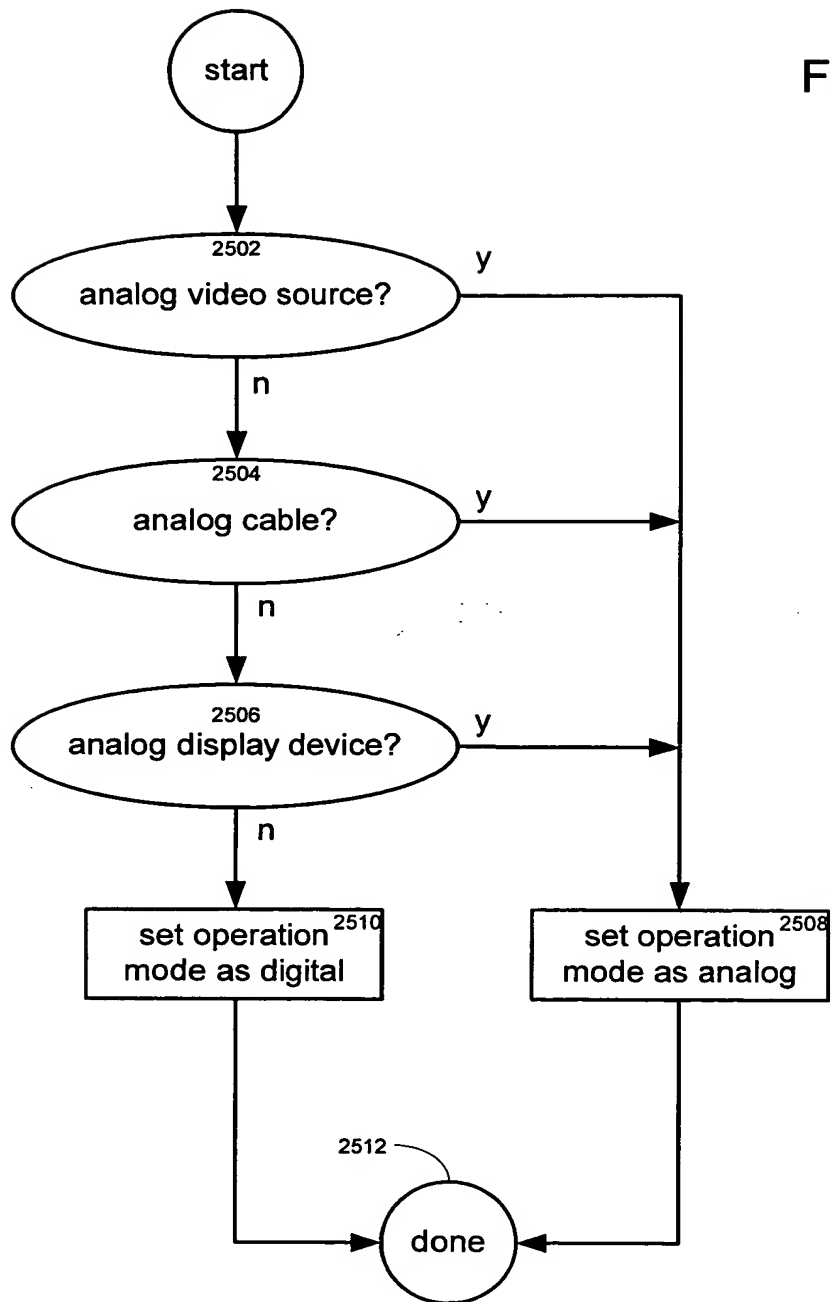 start
F
2502
analog video source?
y
n
2504
analog cable?
y
n
2506
analog display device?
y
n
set operation 2510
mode as digital
set operation 2508
mode as analog
2512
done